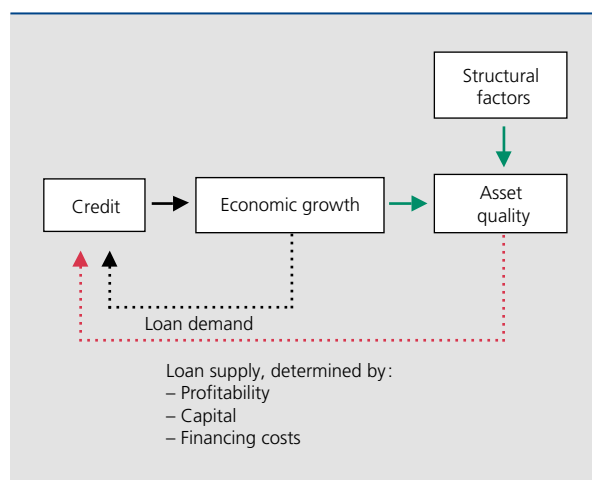 Structural
factors
Credit
Economic growth
Asset
quality
Loan demand
Loan supply, determined by:
– Profitability
– Capital
– Financing costs